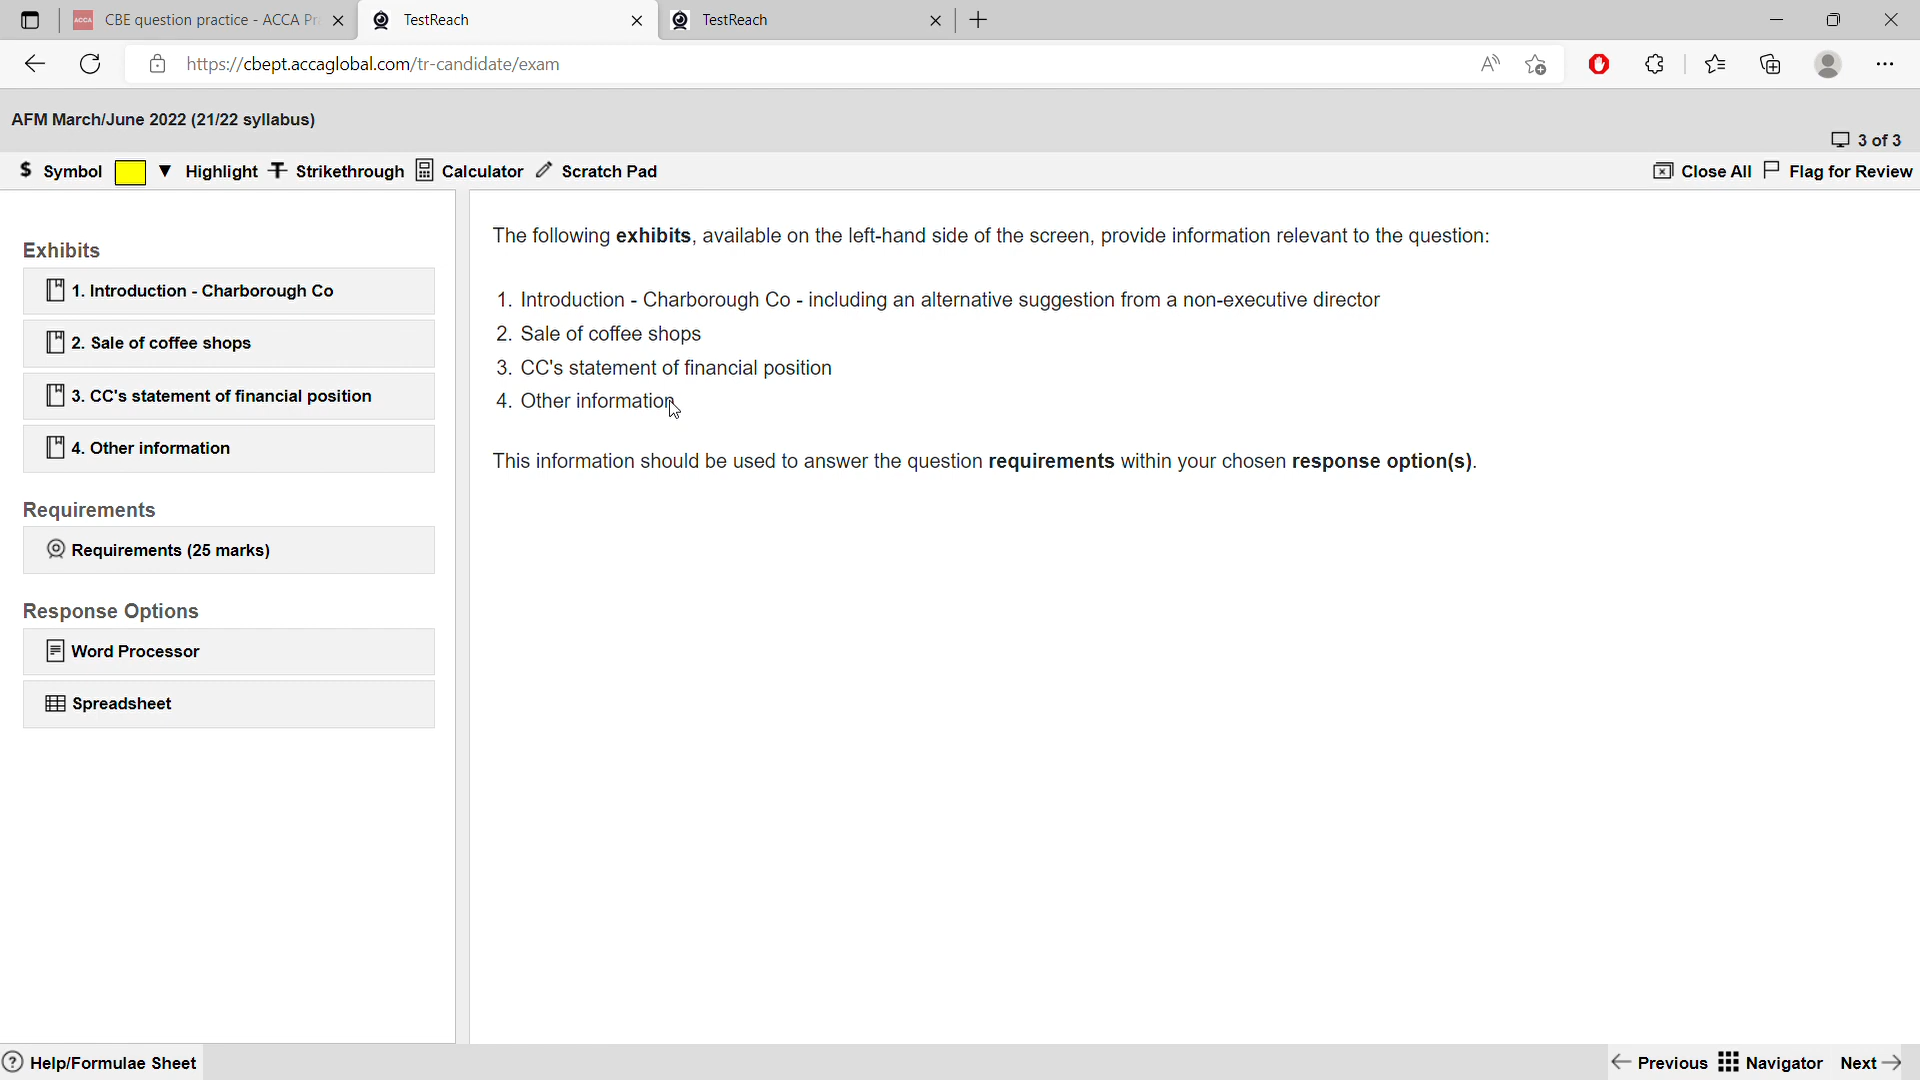 CBE question practice - ACCA Pr
TestReach
TestReach
https://cbept.accaglobal.com/tr-candidate/exam
AFM March/June 2022 (21/22 syllabus)
3 of 3
$ Symbol Highlight Strikethrough Calculator Scratch Pad
Close All Flag for Review
Exhibits
1. Introduction - Charborough Co
2. Sale of coffee shops
3. CC's statement of financial position
4. Other information
Requirements
Requirements (25 marks)
Response Options
Word Processor
Spreadsheet
The following exhibits, available on the left-hand side of the screen, provide information relevant to the question:
1. Introduction - Charborough Co - including an alternative suggestion from a non-executive director
2. Sale of coffee shops
3. CC's statement of financial position
4. Other information
This information should be used to answer the question requirements within your chosen response option(s).
? Help/Formulae Sheet
Previous Navigator Next